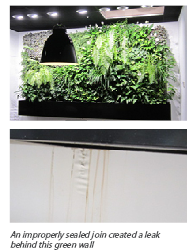 An improperly sealed join created a leak
behind this green wall